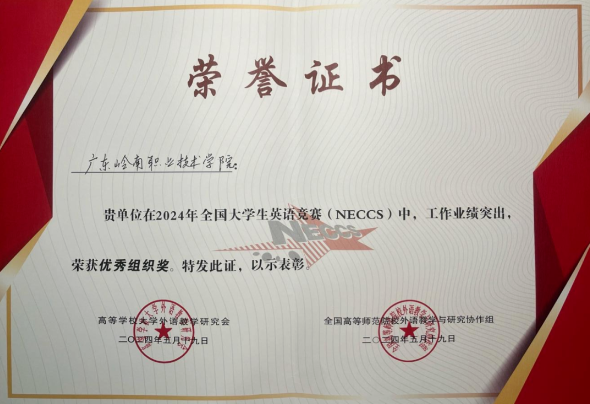 荣誉证书
广东岭南职业技术学院:
贵单位在2024年全国大学生英语竞赛（NECCS）中，工作业绩突出，
NECCS
荣获优秀组织奖。特发此证，以示表彰。
高等学校大学外语教学研究会 全国高等师范院校外语教学与研究协作组
二〇二四年五月十九日 二〇二四年五月十九日